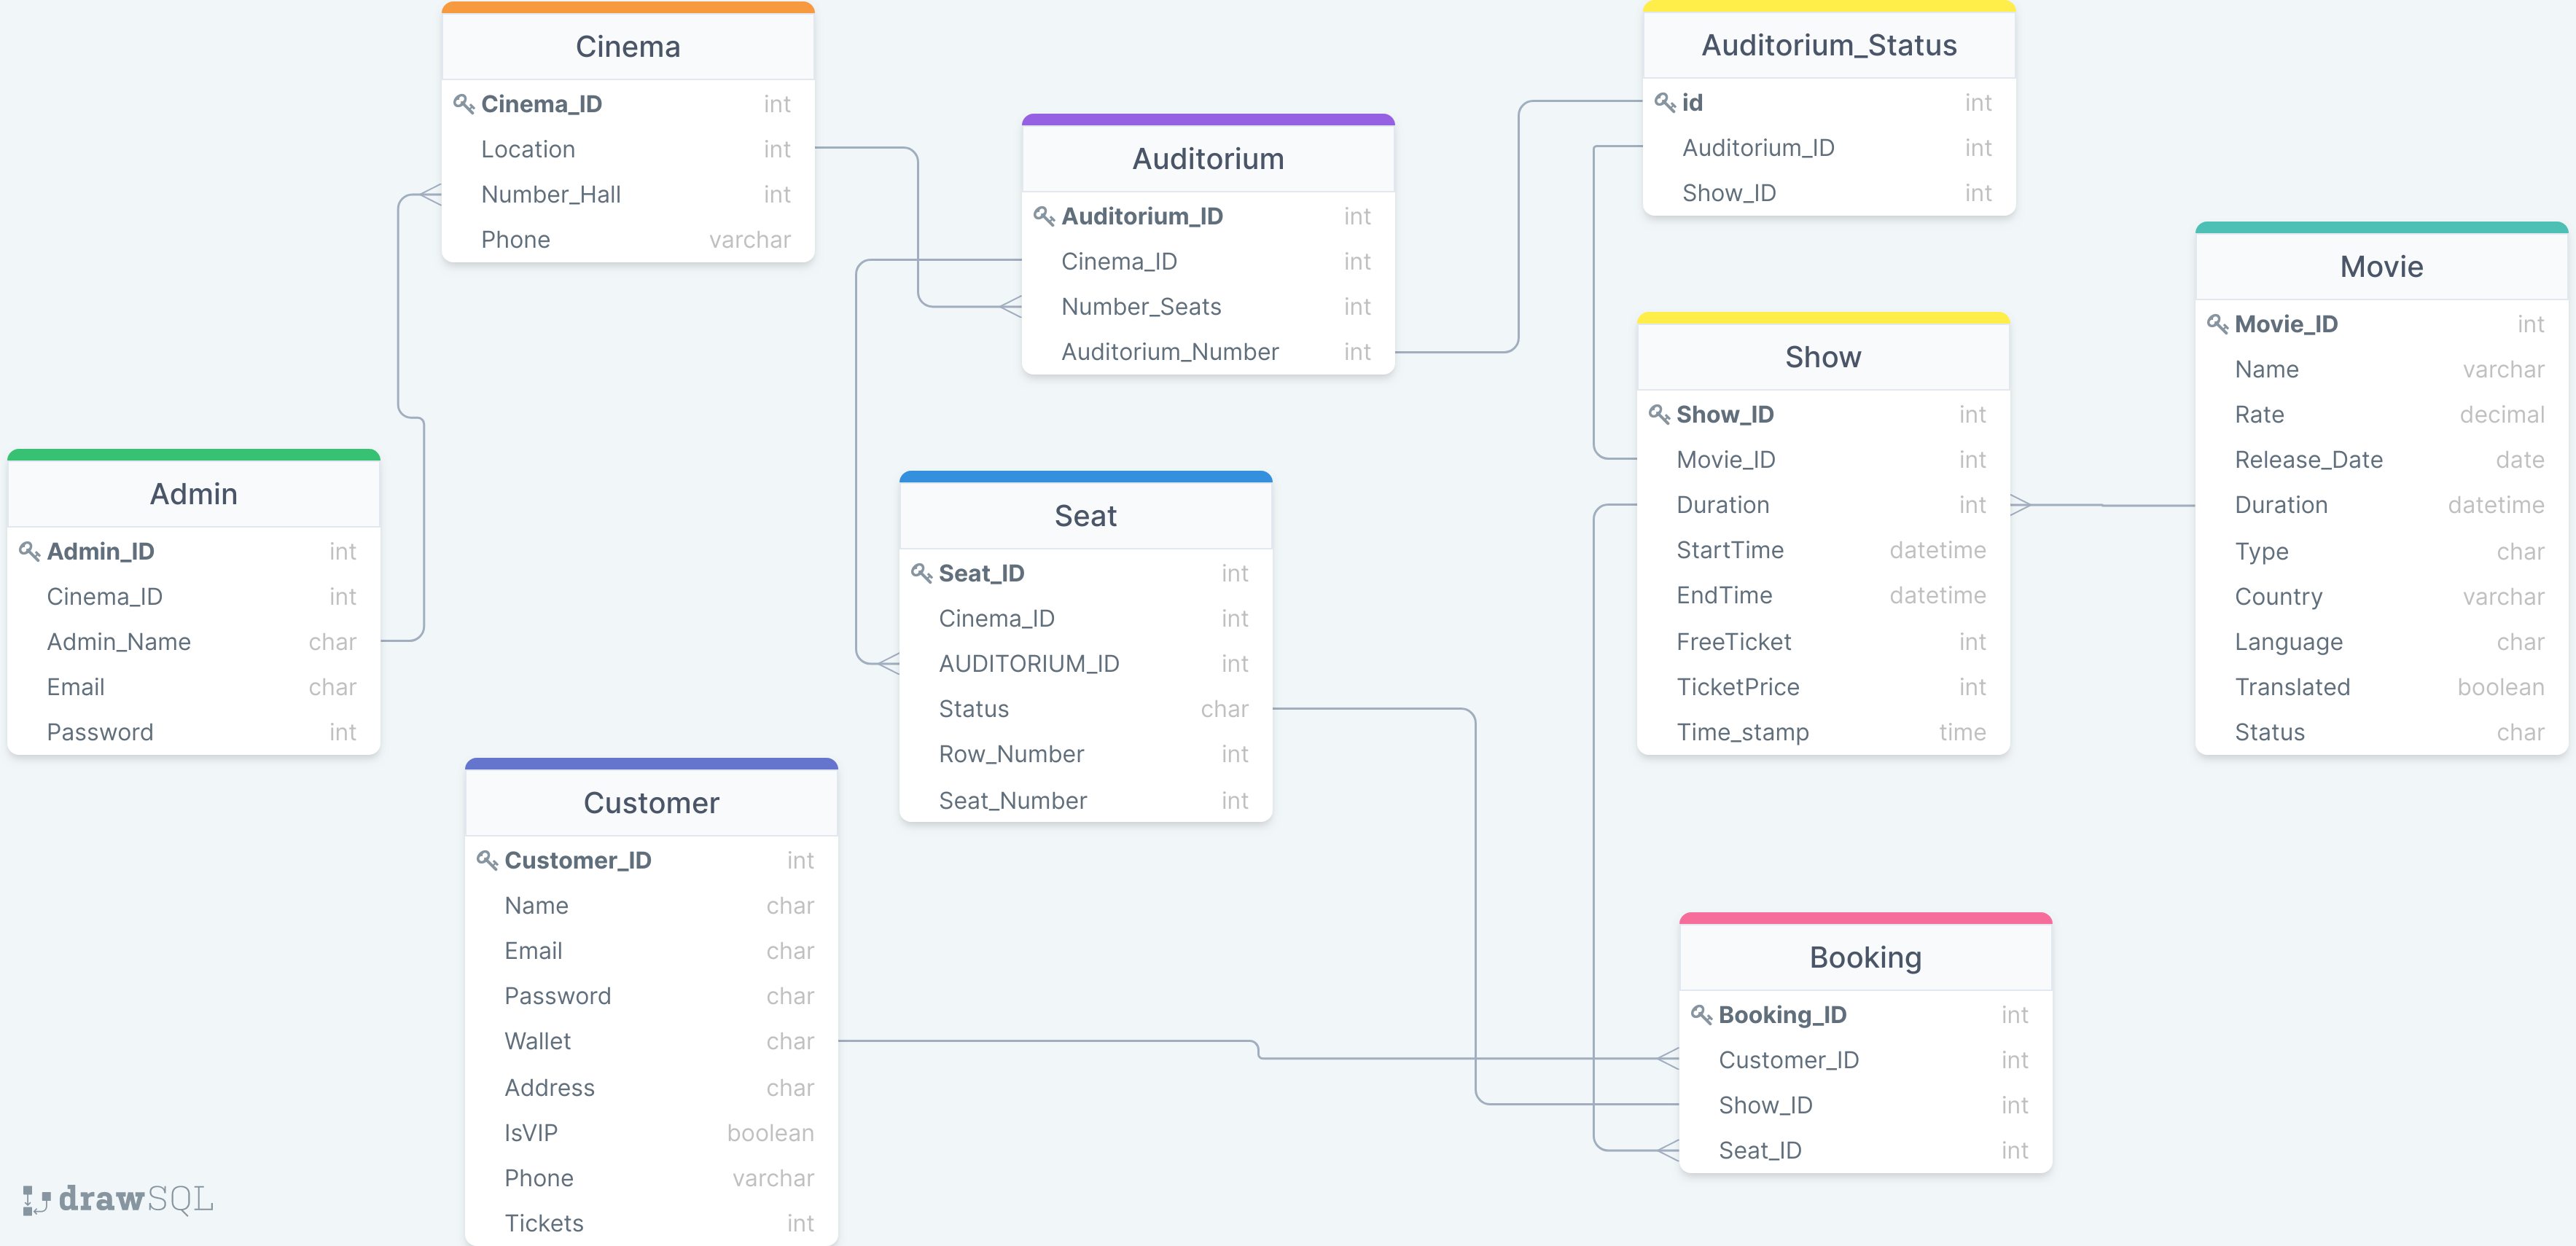 Cinema
Cinema_ID int
Location int
Number_Hall int
Phone varchar
Auditorium_Status
id int
Auditorium_ID int
Show_ID int
Auditorium
Auditorium_ID int
Cinema_ID int
Number_Seats int
Auditorium_Number int
Movie
Movie_ID int
Name varchar
Rate decimal
Release_Date date
Duration datetime
Type char
Country varchar
Language char
Translated boolean
Status char
Show
Show_ID int
Movie_ID int
Duration int
StartTime datetime
EndTime datetime
FreeTicket int
TicketPrice int
Time_stamp time
Admin
Admin_ID int
Cinema_ID int
Admin_Name char
Email char
Password int
Seat
Seat_ID int
Cinema_ID int
AUDITORIUM_ID int
Status char
Row_Number int
Seat_Number int
Customer
Customer_ID int
Name char
Email char
Password char
Wallet char
Address char
IsVIP boolean
Phone varchar
Tickets int
Booking
Booking_ID int
Customer_ID int
Show_ID int
Seat_ID int
drawSQL